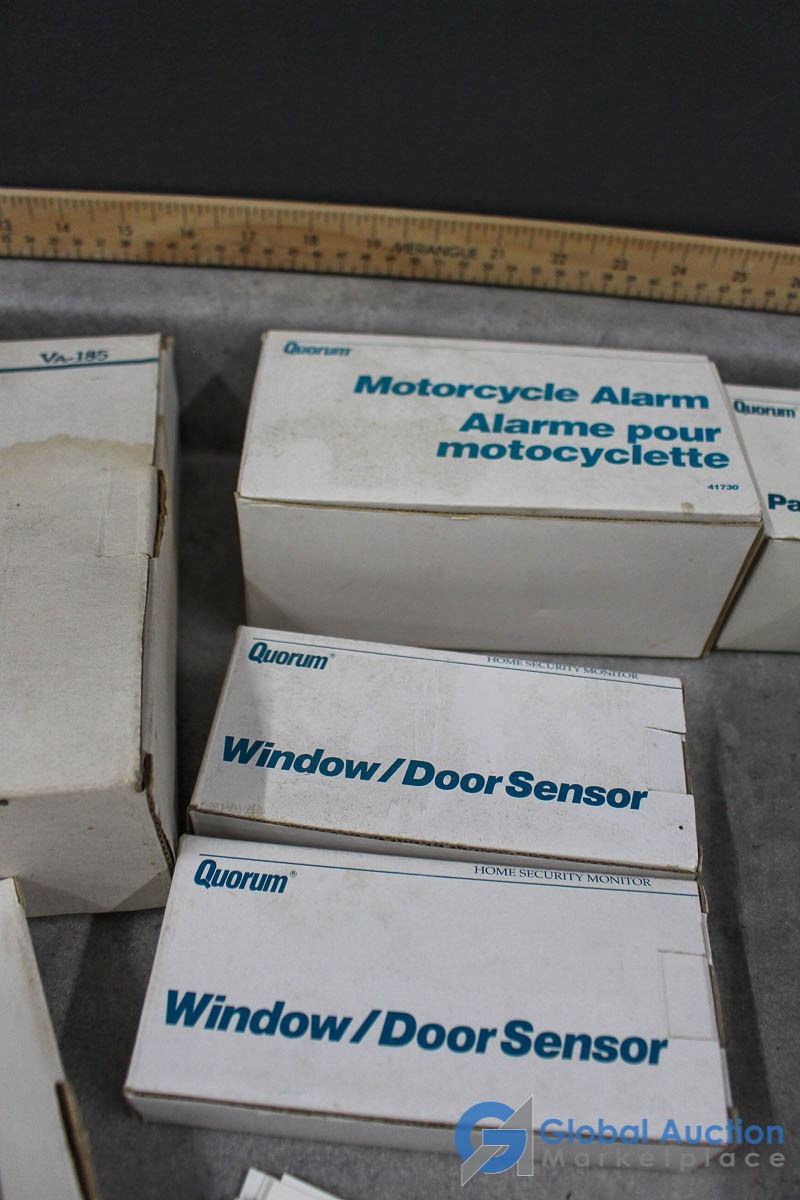 13 14 15 16 17 18 19 MERANGUE 21 22 23 24 25
VA-185
Quorum
Motorcycle Alarm
Alarme pour
motocyclette
41730
Quorum
Pa
Quorum®
HOME SECURITY MONITOR
Window/Door Sensor
Quorum®
HOME SECURITY MONITOR
Window/Door Sensor
Global Auction
Marketplace